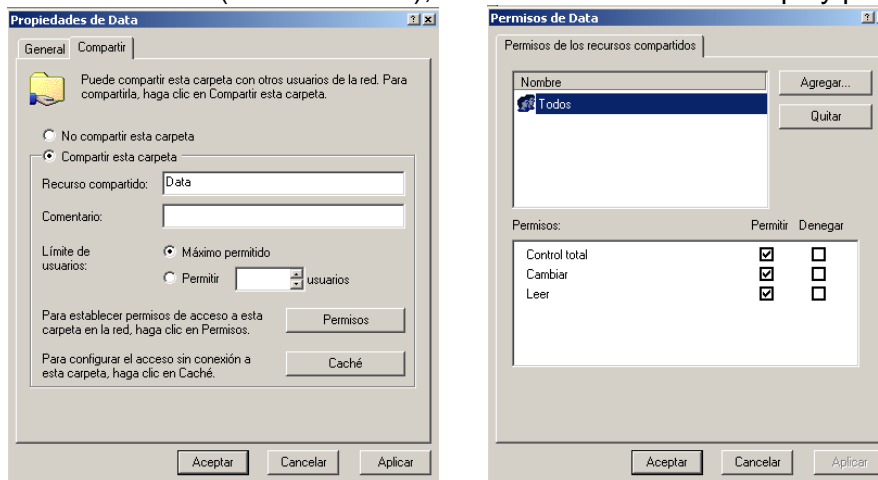 Propiedades de Data
General Compartir
Puede compartir esta carpeta con otros usuarios de la red. Para
compartirla, haga clic en Compartir esta carpeta.
No compartir esta carpeta
Compartir esta carpeta
Recurso compartido: Data
Comentario:
Límite de
usuarios:
Máximo permitido
Permitir usuarios
Para establecer permisos de acceso a esta
carpeta en la red, haga clic en Permisos.
Permisos
Para configurar el acceso sin conexión a
esta carpeta, haga clic en Caché.
Caché
Aceptar Cancelar Aplicar
Permisos de Data
Permisos de los recursos compartidos
Nombre
Todos
Agregar...
Quitar
Permisos: Permitir Denegar
Control total
Cambiar
Leer
Aceptar Cancelar Aplicar